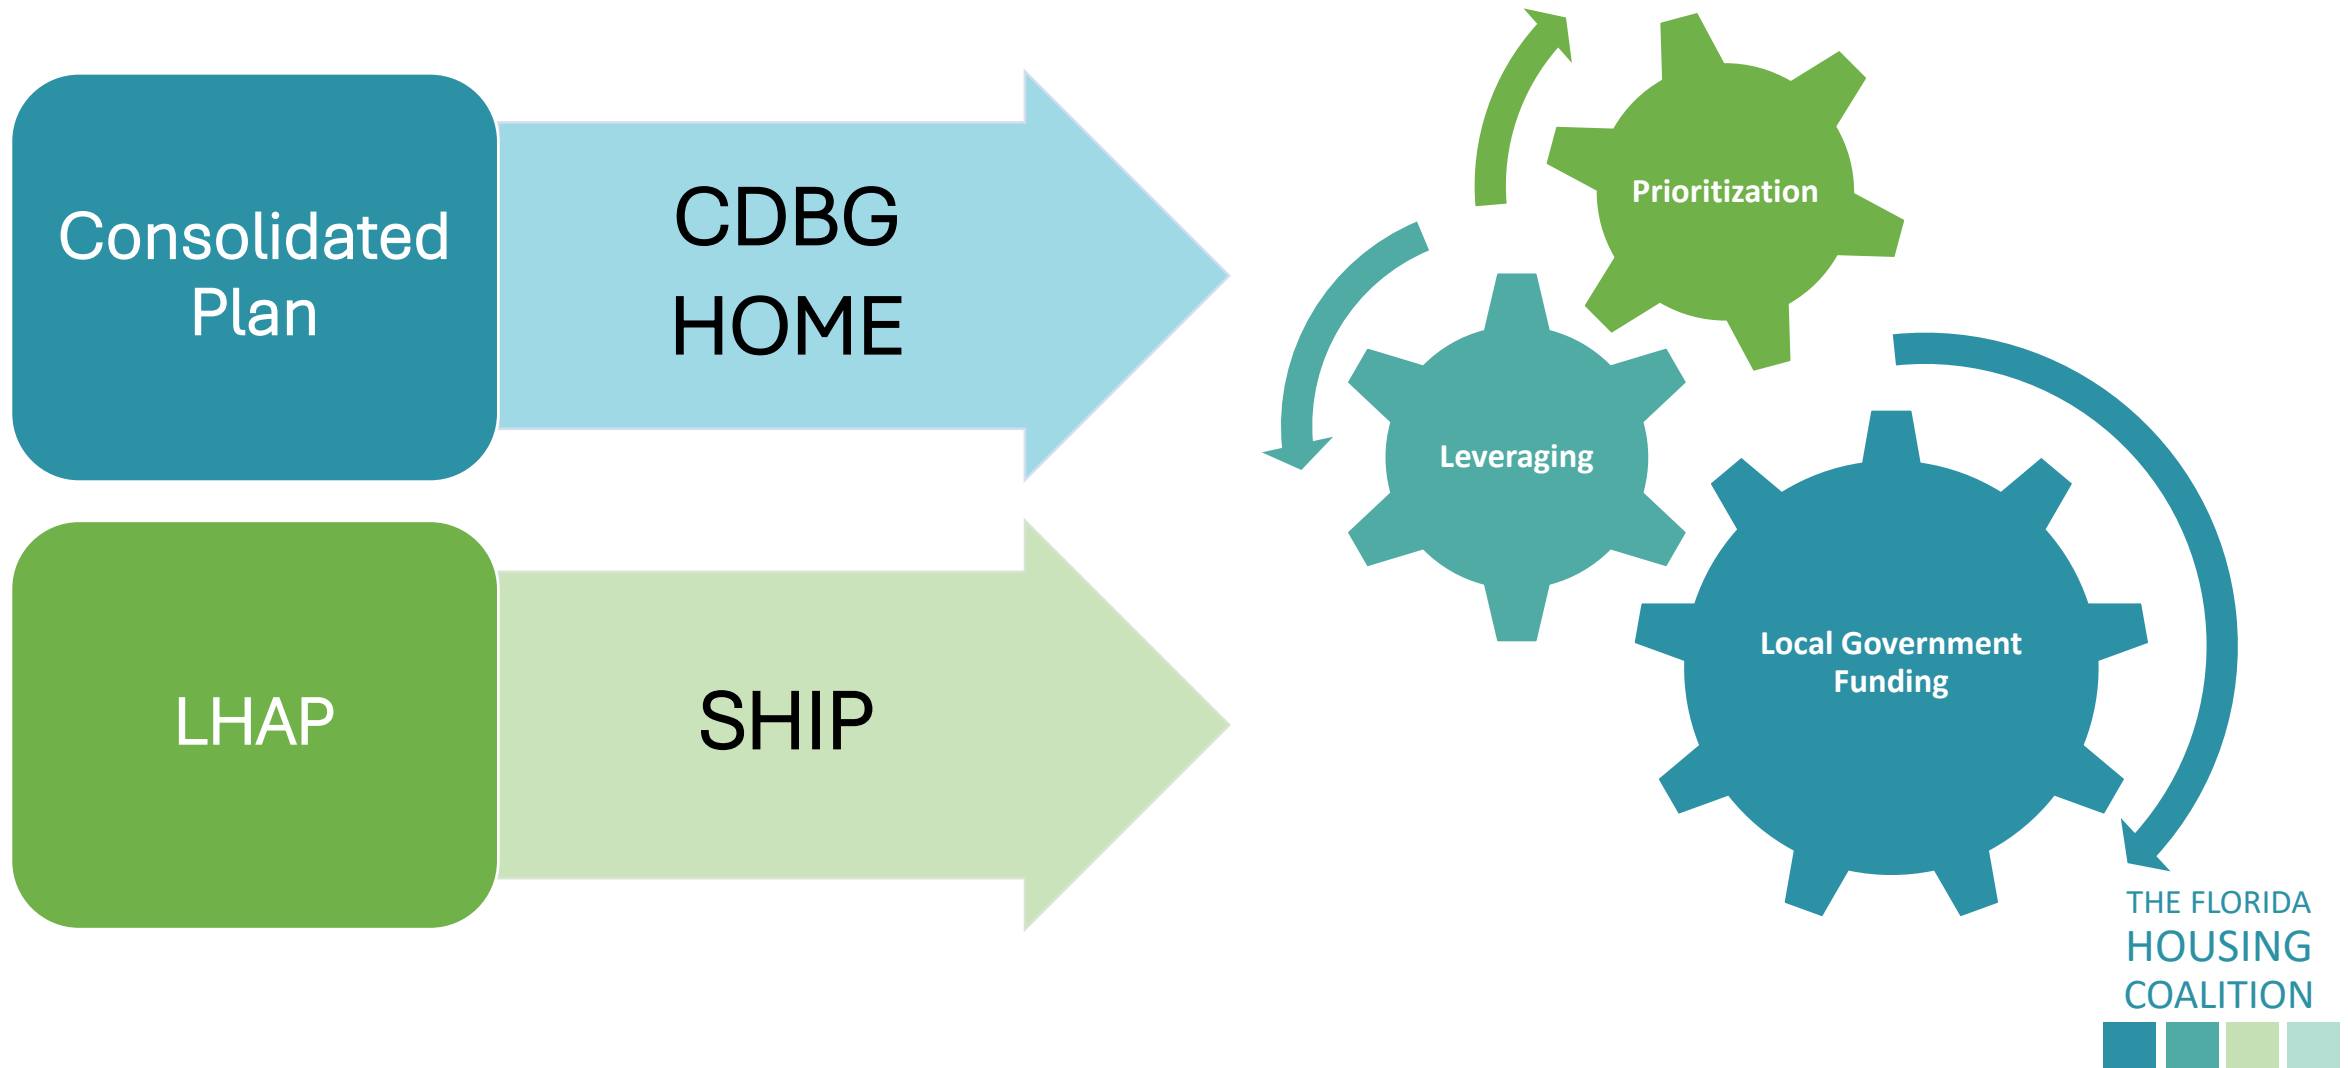 Consolidated
Plan
CDBG
HOME
LHAP
SHIP
Prioritization
Leveraging
Local Government
Funding
THE FLORIDA
HOUSING
COALITION